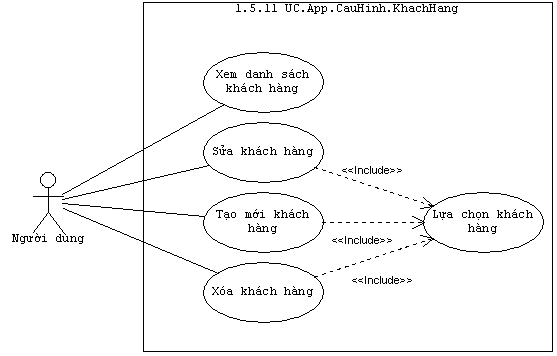 1.5.11 UC.App.CauHinh.KhachHang
Xem danh sách
khách hàng
Sửa khách hàng
<<Include>>
Tạo mới khách
hàng
Lựa chọn khách
hàng
<<Include>>
Người dùng
Xóa khách hàng
<<Include>>